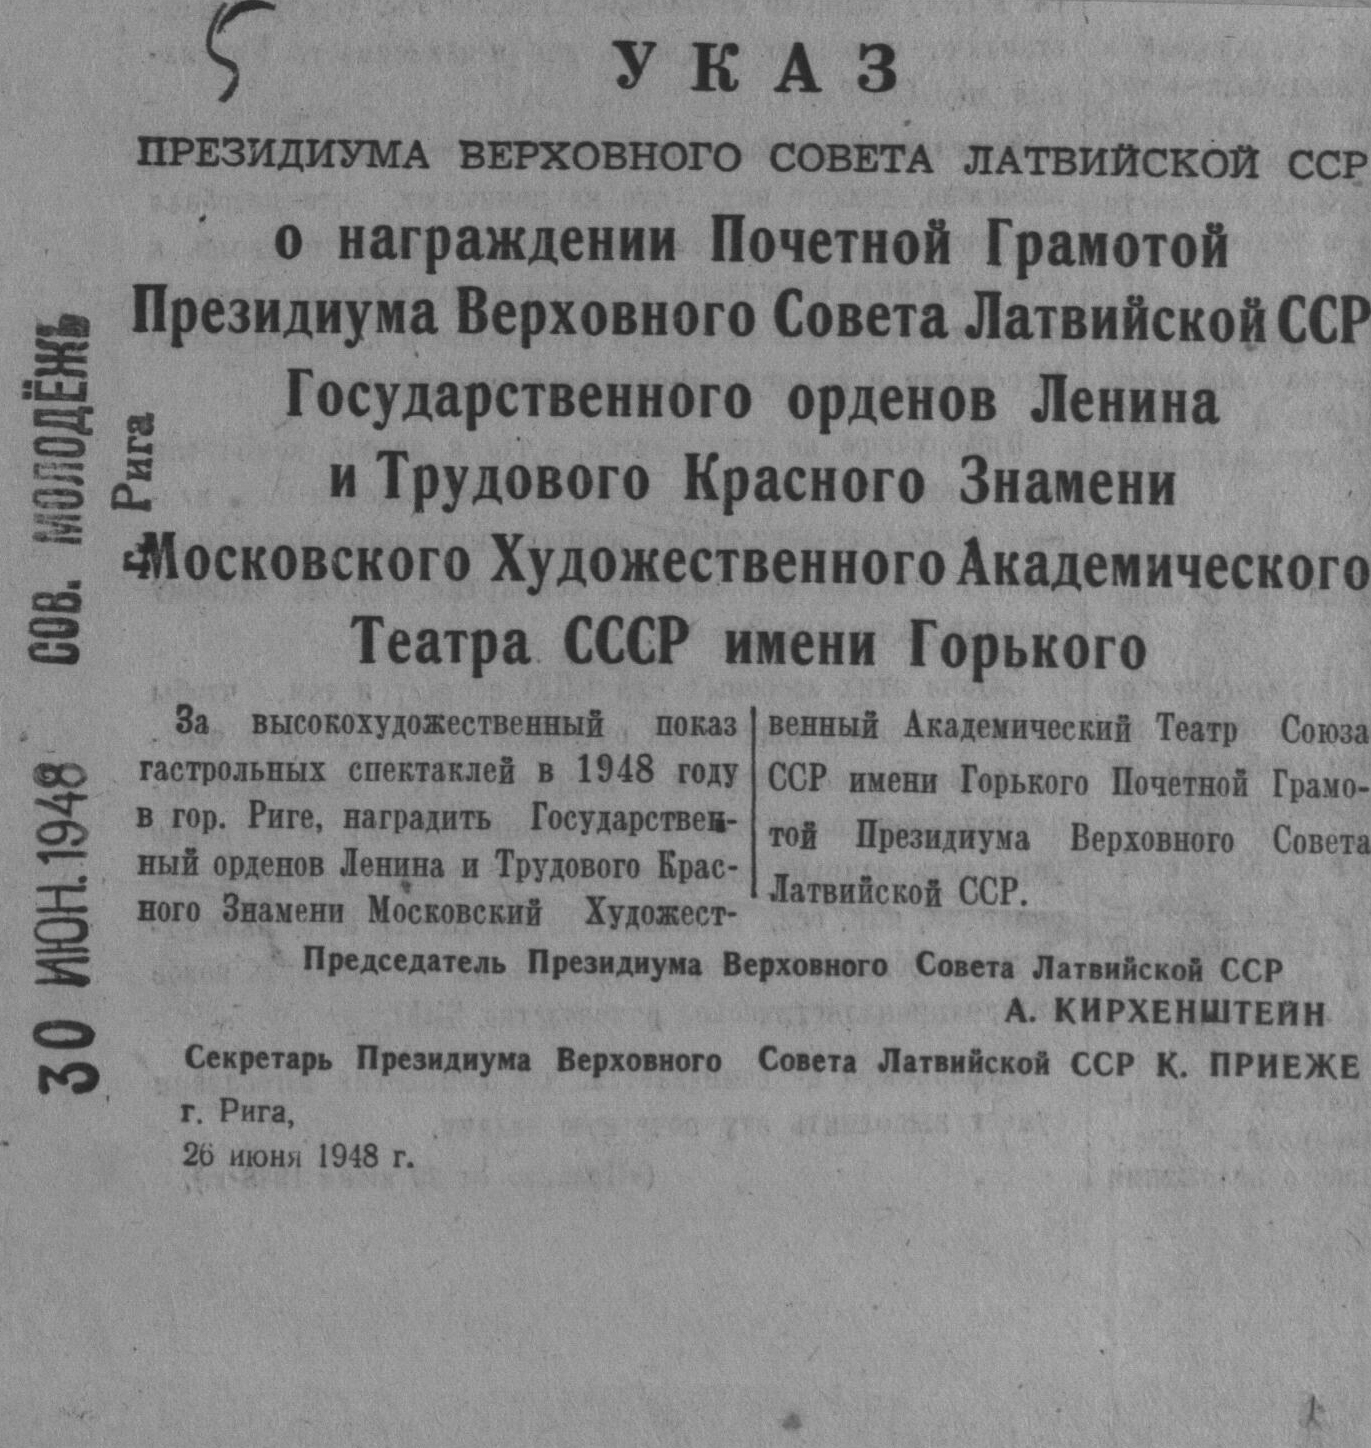 5
УКАЗ
ПРЕЗИДИУМА ВЕРХОВНОГО СОВЕТА ЛАТВИЙСКОЙ ССР
о награждении Почетной Грамотой
Президиума Верховного Совета Латвийской ССР
Государственного орденов Ленина
и Трудового Красного Знамени
Московского Художественного Академического
Театра СССР имени Горького
За высокохудожественный показ
гастрольных спектаклей в 1948 году
в гор. Риге, наградить Государствен-
ный орденов Ленина и Трудового Крас-
ного Знамени Московский Художест-
венный Академический Театр Союза
ССР имени Горького Почетной Грамо-
той Президиума Верховного Совета
Латвийской ССР.
Председатель Президиума Верховного Совета Латвийской ССР
А. КИРХЕНШТЕЙН
Секретарь Президиума Верховного Совета Латвийской ССР К. ПРИЕЖЕ
г. Рига,
26 июня 1948 г.
СОВ. МОЛОДЁЖЬ
г. Рига
30 ИЮН. 1948